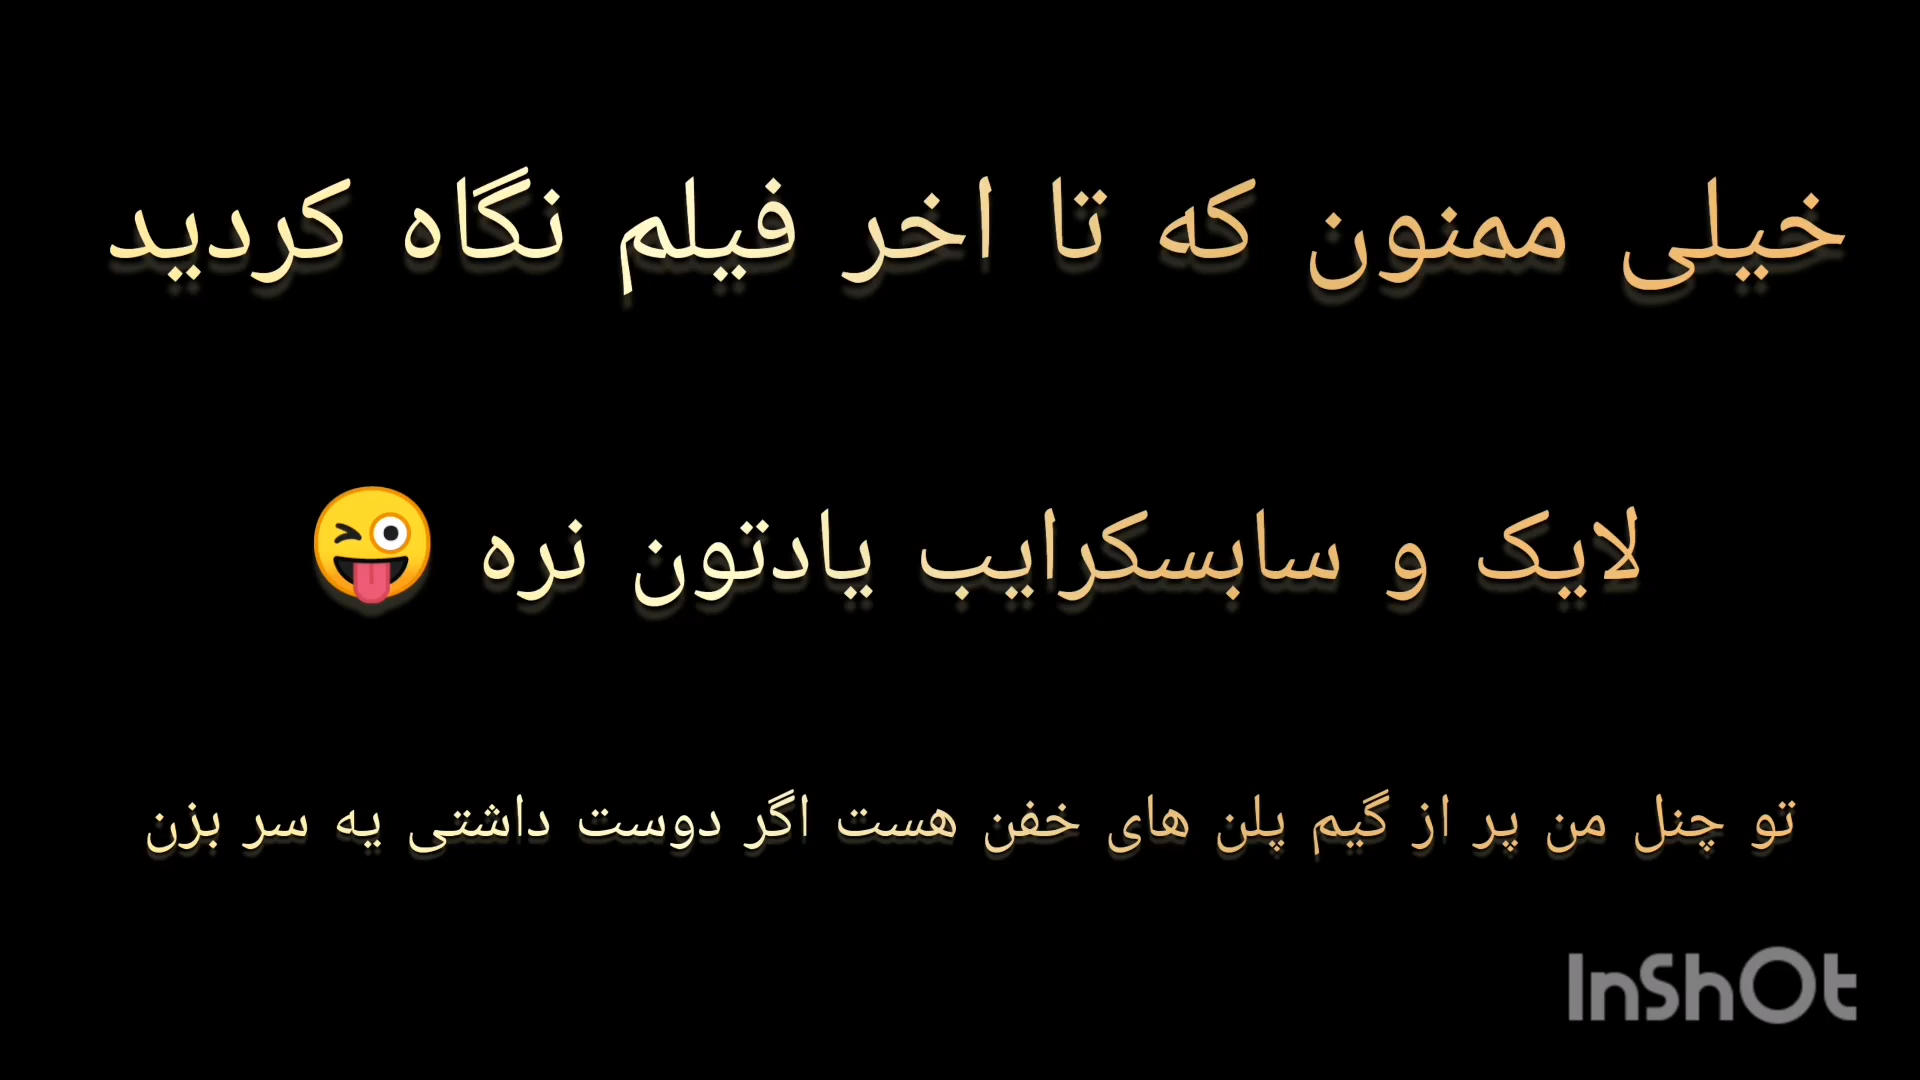 خیلی ممنون که تا اخر فیلم نگاه کردید
لایک و سابسکرایب یادتون نره 😜
تو چنل من پر از گیم پلن های خفن هست اگر دوست داشتی یه سر بزن
InShOt